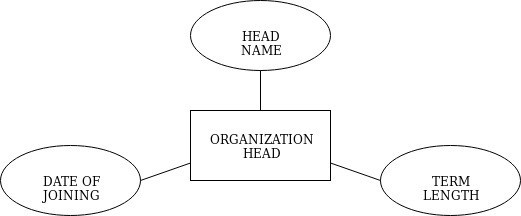 HEAD
NAME
ORGANIZATION
HEAD
DATE OF
JOINING
TERM
LENGTH